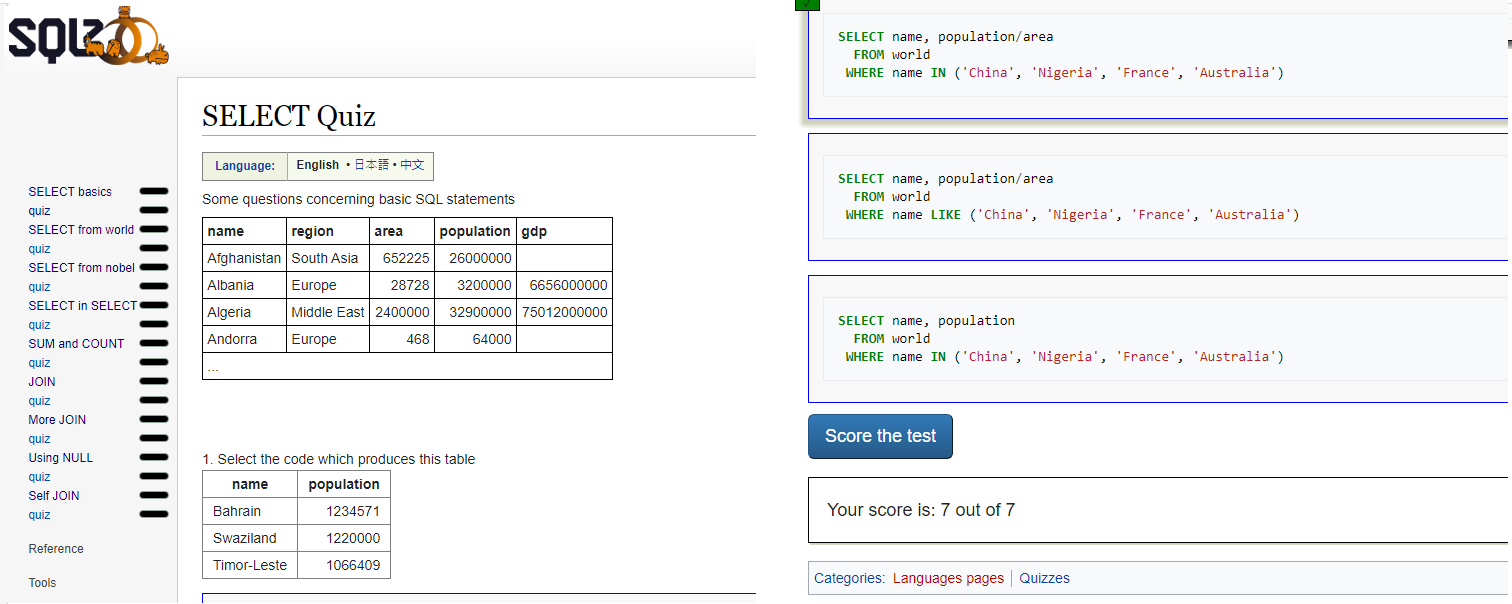 SQLZ
SELECT basics
quiz
SELECT from world
quiz
SELECT from nobel
quiz
SELECT in SELECT
quiz
SUM and COUNT
quiz
JOIN
quiz
More JOIN
quiz
Using NULL
quiz
Self JOIN
quiz
Reference
Tools
SELECT Quiz
Language: English • 日本語 • 中文
Some questions concerning basic SQL statements
name region area population gdp
Afghanistan South Asia 652225 26000000
Albania Europe 28728 3200000 6656000000
Algeria Middle East 2400000 32900000 75012000000
Andorra Europe 468 64000
...
1. Select the code which produces this table
name population
Bahrain 1234571
Swaziland 1220000
Timor-Leste 1066409
SELECT name, population/area
FROM world
WHERE name IN ('China', 'Nigeria', 'France', 'Australia')
SELECT name, population/area
FROM world
WHERE name LIKE ('China', 'Nigeria', 'France', 'Australia')
SELECT name, population
FROM world
WHERE name IN ('China', 'Nigeria', 'France', 'Australia')
Score the test
Your score is: 7 out of 7
Categories: Languages pages | Quizzes